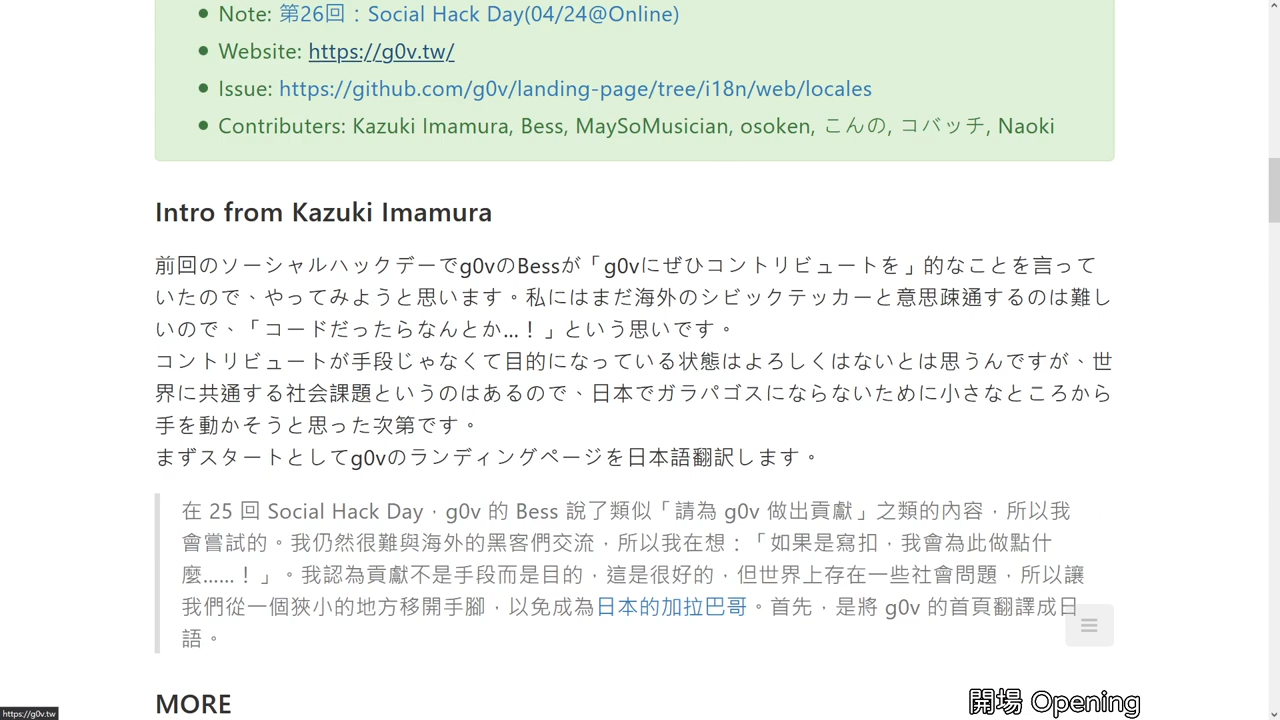 Note: 第26回：Social Hack Day(04/24@Online)
Website: https://g0v.tw/
Issue: https://github.com/g0v/landing-page/tree/i18n/web/locales
Contributers: Kazuki Imamura, Bess, MaySoMusician, osoken, こんの, コバッチ, Naoki
Intro from Kazuki Imamura
前回のソーシャルハックデーでg0vのBessが「g0vにぜひコントリビュートを」的なことを言って
いたので、やってみようと思います。私にはまだ海外のシビックテッカーと意思疎通するのは難し
いので、「コードだったらなんとか...！」という思いです。
コントリビュートが手段じゃなくて目的になっている状態はよろしくはないとは思うんですが、世
界に共通する社会課題というのはあるので、日本でガラパゴスにならないために小さなところから
手を動かそうと思った次第です。
まずスタートとしてg0vのランディングページを日本語翻訳します。
在 25 回 Social Hack Day，g0v 的 Bess 說了類似「請為 g0v 做出貢獻」之類的內容，所以我
會嘗試的。我仍然很難與海外的黑客們交流，所以我在想：「如果是寫扣，我會為此做點什
麼......！」。我認為貢獻不是手段而是目的，這是很好的，但世界上存在一些社會問題，所以讓
我們從一個狹小的地方移開手腳，以免成為日本的加拉巴哥。首先，是將 g0v 的首頁翻譯成日
語。
MORE
開場 Opening
https://g0v.tw